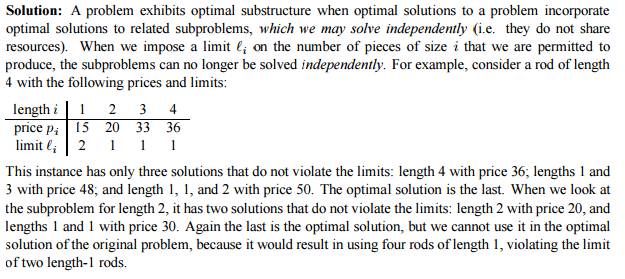 Solution: A problem exhibits optimal substructure when optimal solutions to a problem incorporate
optimal solutions to related subproblems, which we may solve independently (i.e. they do not share
resources). When we impose a limit ℓᵢ on the number of pieces of size i that we are permitted to
produce, the subproblems can no longer be solved independently. For example, consider a rod of length
4 with the following prices and limits:
length i 1 2 3 4
price pᵢ 15 20 33 36
limit ℓᵢ 2 1 1 1
This instance has only three solutions that do not violate the limits: length 4 with price 36; lengths 1 and
3 with price 48; and length 1, 1, and 2 with price 50. The optimal solution is the last. When we look at
the subproblem for length 2, it has two solutions that do not violate the limits: length 2 with price 20, and
lengths 1 and 1 with price 30. Again the last is the optimal solution, but we cannot use it in the optimal
solution of the original problem, because it would result in using four rods of length 1, violating the limit
of two length-1 rods.